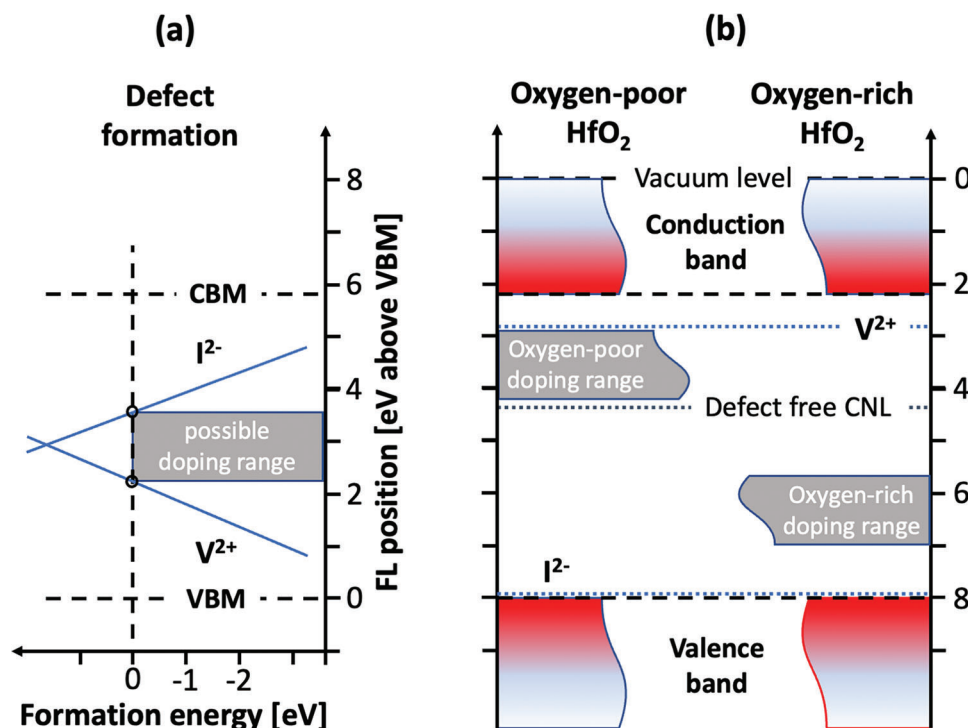 (a)
Defect
formation
8
6
4
2
0
FL position [eV above VBM]
CBM
I²⁻
possible
doping range
V²⁺
VBM
0
-1
-2
Formation energy [eV]
(b)
Oxygen-poor
HfO₂
Oxygen-rich
HfO₂
Vacuum level
Conduction
band
V²⁺
Oxygen-poor
doping range
Defect free CNL
Oxygen-rich
doping range
I²⁻
Valence
band
0
2
4
6
8